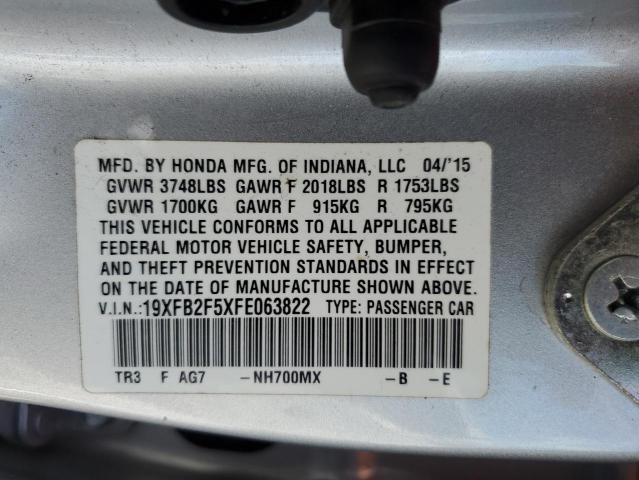 MFD. BY HONDA MFG. OF INDIANA, LLC 04/'15
GVWR 3748LBS GAWR F 2018LBS R 1753LBS
GVWR 1700KG GAWR F 915KG R 795KG
THIS VEHICLE CONFORMS TO ALL APPLICABLE
FEDERAL MOTOR VEHICLE SAFETY, BUMPER,
AND THEFT PREVENTION STANDARDS IN EFFECT
ON THE DATE OF MANUFACTURE SHOWN ABOVE.
V.I.N.:19XFB2F5XFE063822 TYPE: PASSENGER CAR
TR3 F AG7 -NH700MX -B -E